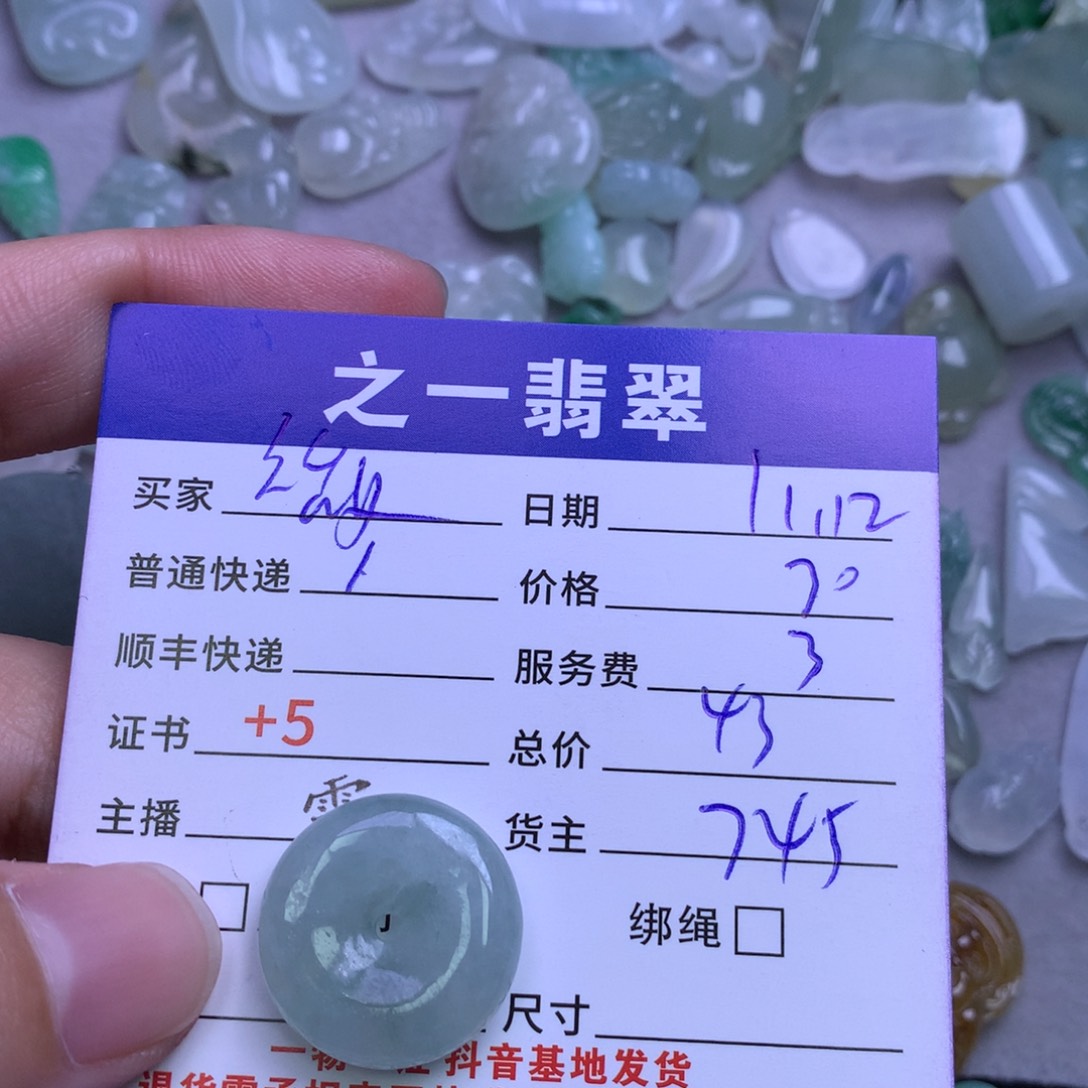 之一翡翠
买家 日期 11.12
普通快递 1 价格 30
顺丰快递 服务费 3
证书 +5 总价 43
主播 货主 745
绑绳
尺寸
抖音基地发货